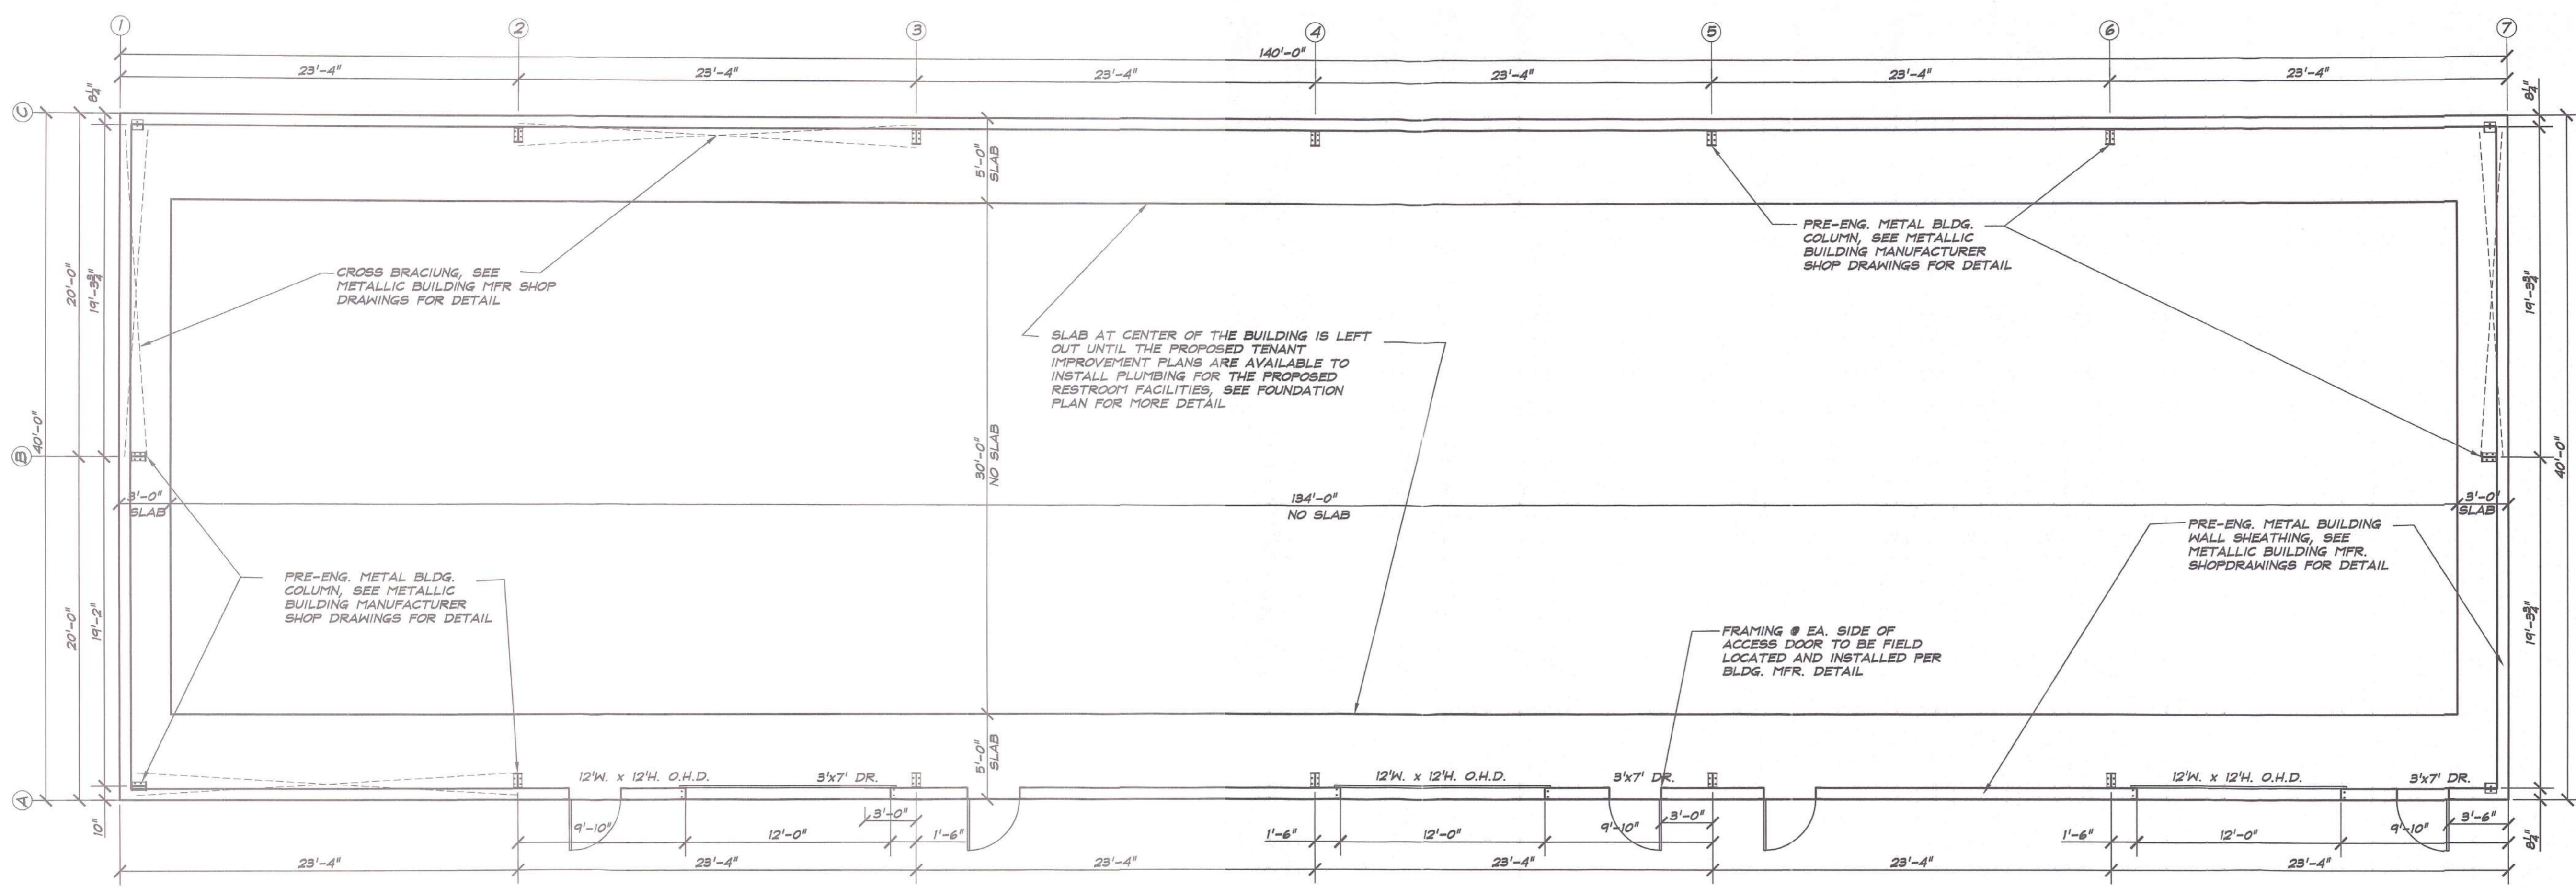 1 2 3 4 5 6 7
140'-0"
23'-4" 23'-4" 23'-4" 23'-4" 23'-4" 23'-4"
8¼" 8¼"
C
5'-0"
SLAB
PRE-ENG. METAL BLDG.
COLUMN, SEE METALLIC
BUILDING MANUFACTURER
SHOP DRAWINGS FOR DETAIL
CROSS BRACIUNG, SEE
METALLIC BUILDING MFR SHOP
DRAWINGS FOR DETAIL
20'-0"
19'-3¾"
19'-3¾"
SLAB AT CENTER OF THE BUILDING IS LEFT
OUT UNTIL THE PROPOSED TENANT
IMPROVEMENT PLANS ARE AVAILABLE TO
INSTALL PLUMBING FOR THE PROPOSED
RESTROOM FACILITIES, SEE FOUNDATION
PLAN FOR MORE DETAIL
40'-0"
B
30'-0"
NO SLAB
40'-0"
3'-0"
SLAB
134'-0"
NO SLAB
3'-0"
SLAB
PRE-ENG. METAL BUILDING
WALL SHEATHING, SEE
METALLIC BUILDING MFR.
SHOPDRAWINGS FOR DETAIL
PRE-ENG. METAL BLDG.
COLUMN, SEE METALLIC
BUILDING MANUFACTURER
SHOP DRAWINGS FOR DETAIL
20'-0"
19'-2"
19'-3¾"
FRAMING @ EA. SIDE OF
ACCESS DOOR TO BE FIELD
LOCATED AND INSTALLED PER
BLDG. MFR. DETAIL
5'-0"
SLAB
12'W. x 12'H. O.H.D. 3'x7' DR. 12'W. x 12'H. O.H.D. 3'x7' DR. 12'W. x 12'H. O.H.D. 3'x7' DR.
A
10"
9'-10" 12'-0" 3'-0" 1'-6" 1'-6" 12'-0" 9'-10" 3'-0" 1'-6" 12'-0" 9'-10" 3'-6"
8½"
23'-4" 23'-4" 23'-4" 23'-4" 23'-4" 23'-4"